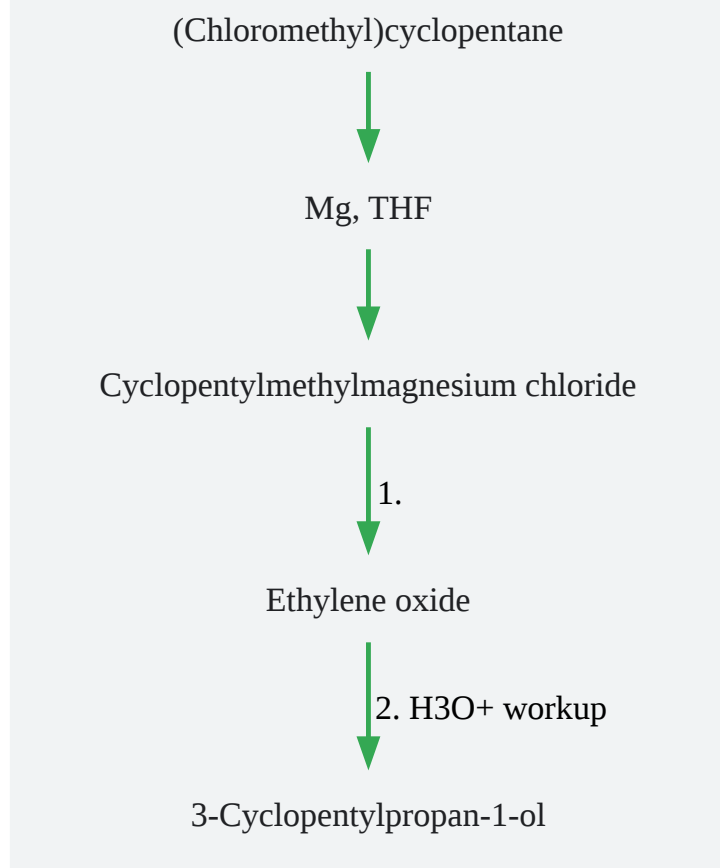 (Chloromethyl)cyclopentane
Mg, THF
Cyclopentylmethylmagnesium chloride
1.
Ethylene oxide
2. H3O+ workup
3-Cyclopentylpropan-1-ol